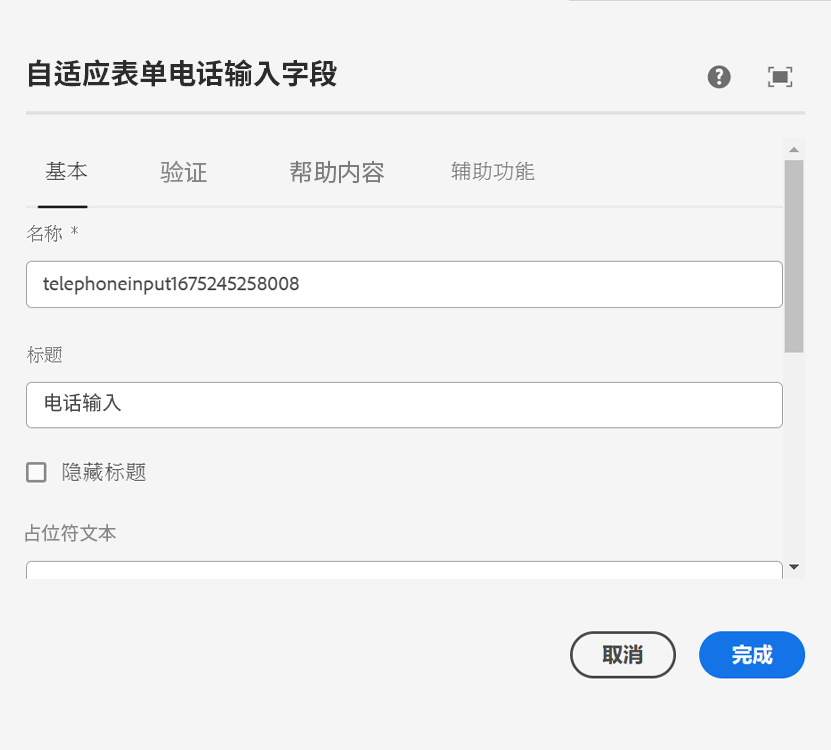 自适应表单电话输入字段
基本 验证 帮助内容 辅助功能
名称 *
telephoneinput1675245258008
标题
电话输入
隐藏标题
占位符文本
取消 完成